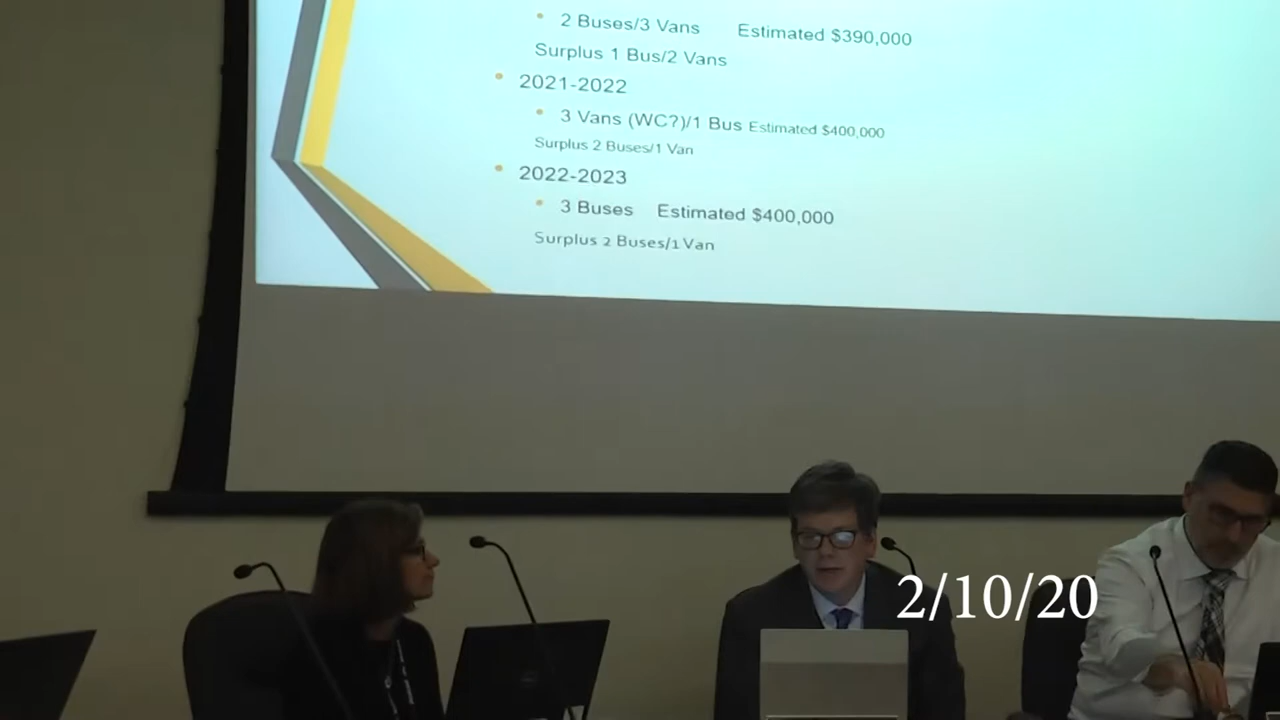 2 Buses/3 Vans Estimated $390,000
Surplus 1 Bus/2 Vans
2021-2022
3 Vans (WC?)/1 Bus Estimated $400,000
Surplus 2 Buses/1 Van
2022-2023
3 Buses Estimated $400,000
Surplus 2 Buses/1 Van
2/10/20